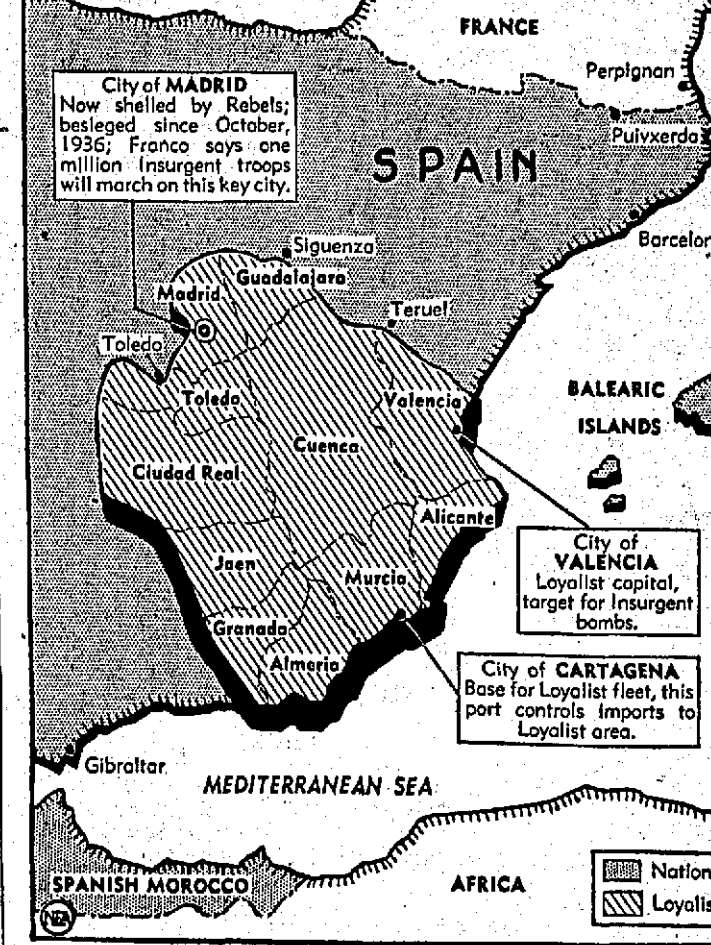 FRANCE
Perpignan
City of MADRID
Now shelled by Rebels;
besieged since October,
1936; Franco says one
million Insurgent troops
will march on this key city.
Puivxerda
SPAIN
Barcelon
Siguenza
Guadalajara
Madrid
Teruel
Toledo
BALEARIC
ISLANDS
Toledo
Valencia
Cuenca
Ciudad Real
Alicante
City of
VALENCIA
Loyalist capital,
target for Insurgent
bombs.
Jaen
Murcia
Granada
Almeria
City of CARTAGENA
Base for Loyalist fleet, this
port controls imports to
Loyalist area.
Gibraltar
MEDITERRANEAN SEA
SPANISH MOROCCO
AFRICA
Nation
Loyalis
NEA